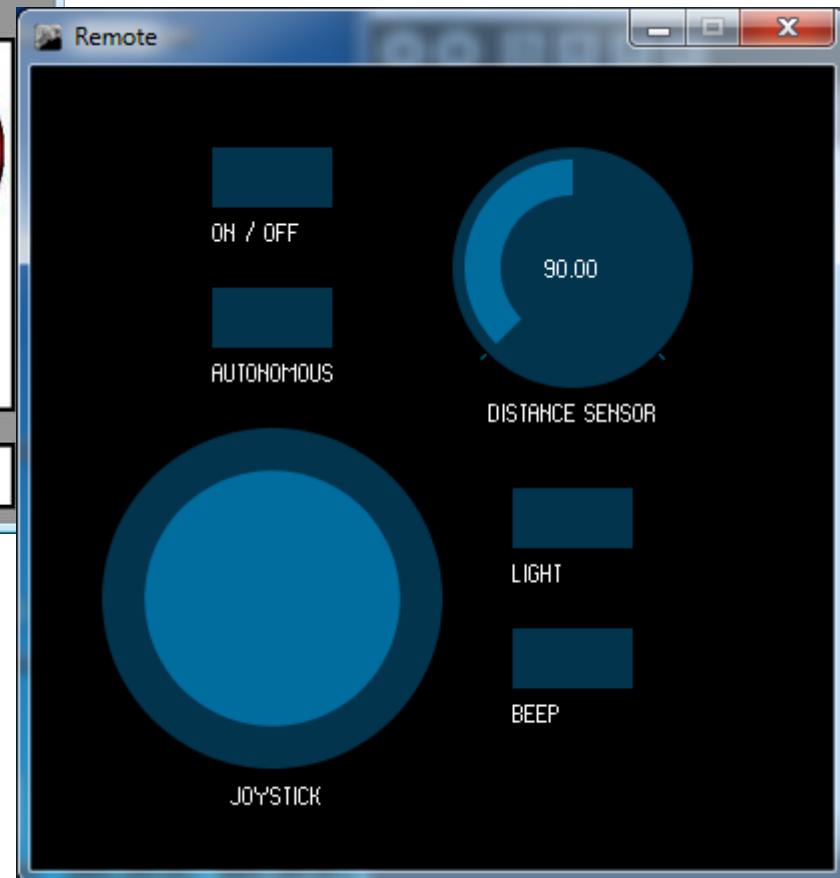 Remote
ON / OFF
90.00
AUTONOMOUS
DISTANCE SENSOR
LIGHT
BEEP
JOYSTICK